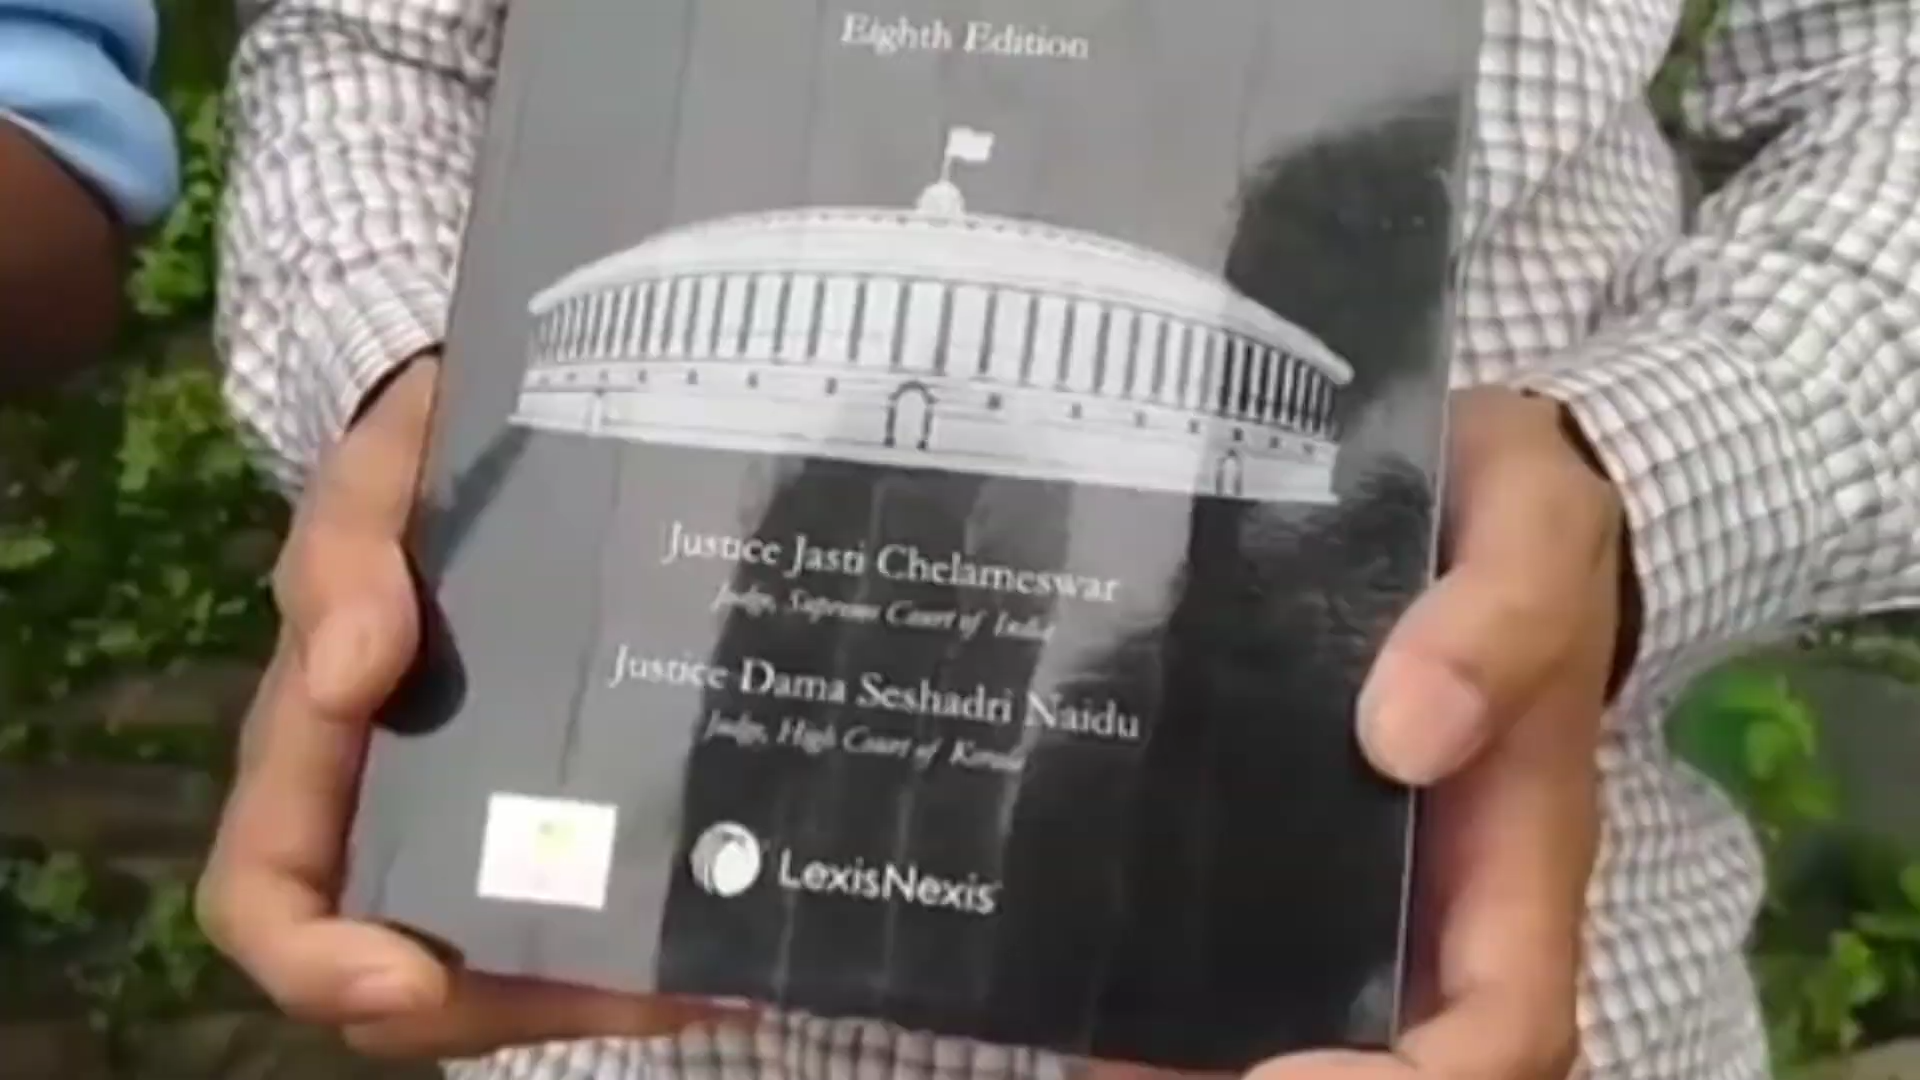 Eighth Edition
Justice Jasti Chelameswar
Judge, Supreme Court of India
Justice Dama Seshadri Naidu
Judge, High Court of Kerala
LexisNexis